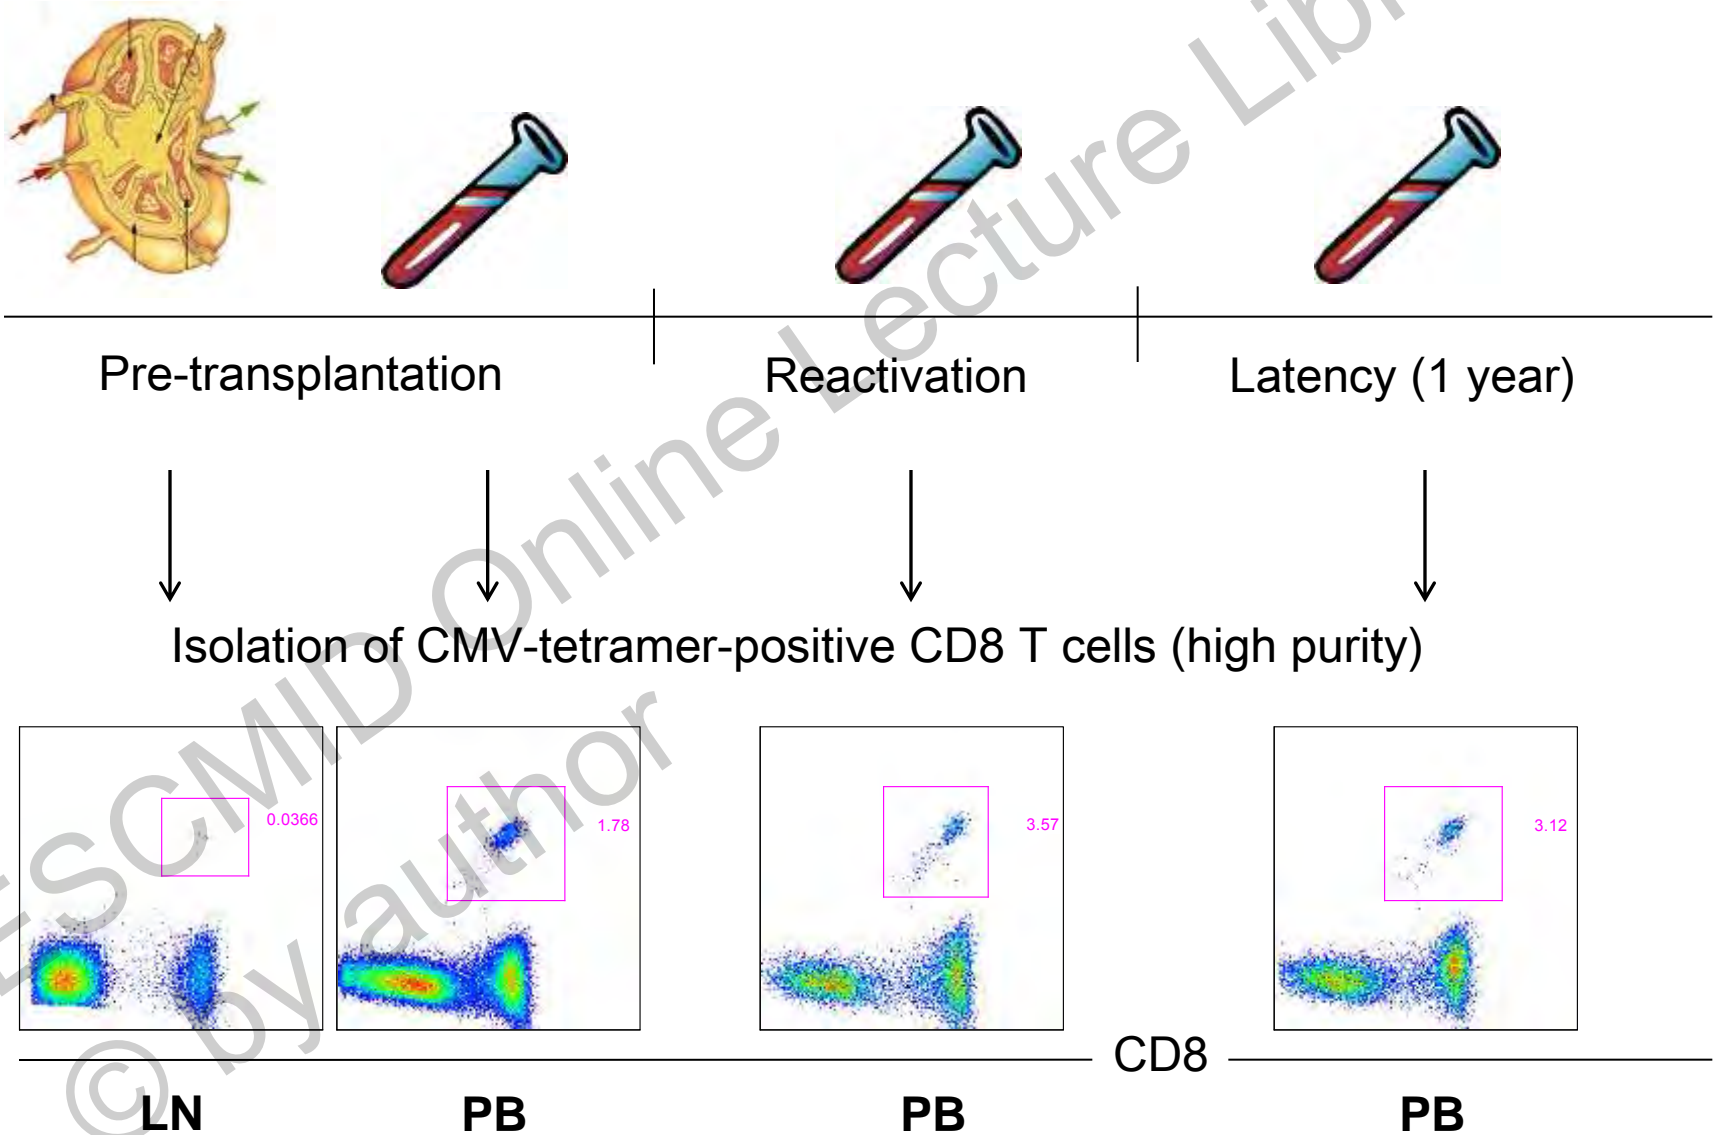 Pre-transplantation
Reactivation
Latency (1 year)
Isolation of CMV-tetramer-positive CD8 T cells (high purity)
0.0366
1.78
3.57
3.12
CD8
LN
PB
PB
PB
ESCMID Online Lecture Libr
© by author